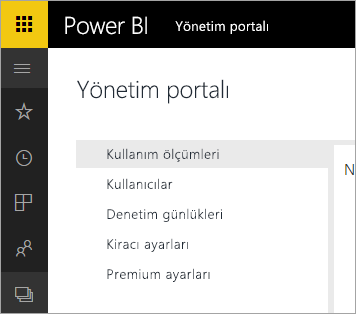 Power BI Yönetim portalı
Yönetim portalı
Kullanım ölçümleri
N
Kullanıcılar
Denetim günlükleri
Kiracı ayarları
Premium ayarları